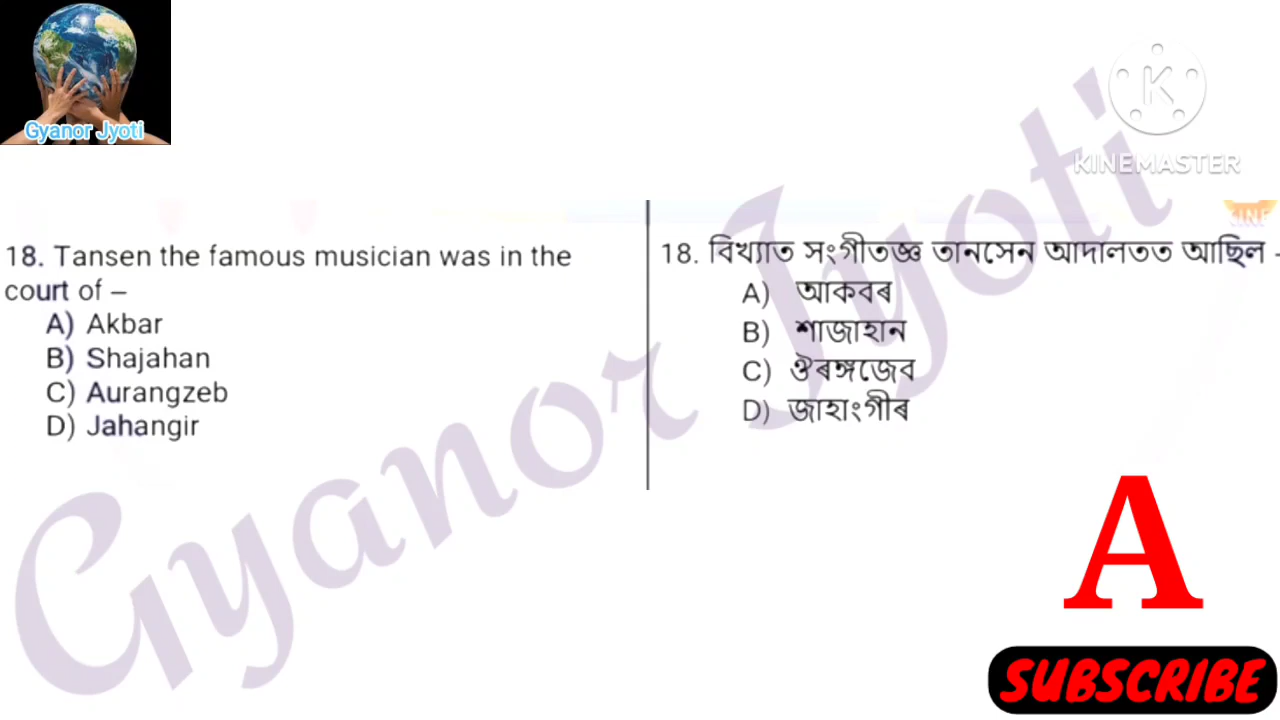 Gyanor Jyoti
K
KINEMASTER
KINE
18. Tansen the famous musician was in the
court of –
A) Akbar
B) Shajahan
C) Aurangzeb
D) Jahangir
18. বিখ্যাত সংগীতজ্ঞ তানসেন আদালতত আছিল -
A) আকবৰ
B) শাজাহান
C) ঔৰঙ্গজেব
D) জাহাংগীৰ
Gyanor Jyoti
A
SUBSCRIBE